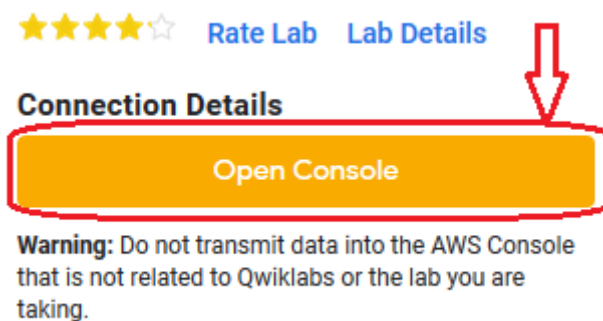 Rate Lab Lab Details
Connection Details
Open Console
Warning: Do not transmit data into the AWS Console
that is not related to Qwiklabs or the lab you are
taking.